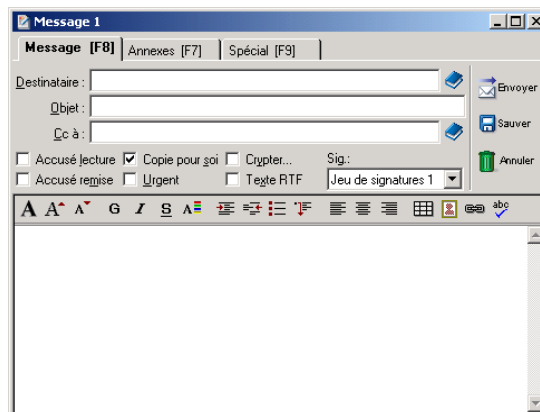 Message 1
Message [F8] Annexes [F7] Spécial [F9]
Destinataire :
Envoyer
Objet :
Sauver
Cc à :
Accusé lecture Copie pour soi Crypter... Sig.:
Annuler
Accusé remise Urgent Texte RTF Jeu de signatures 1
A A A G I S A abc